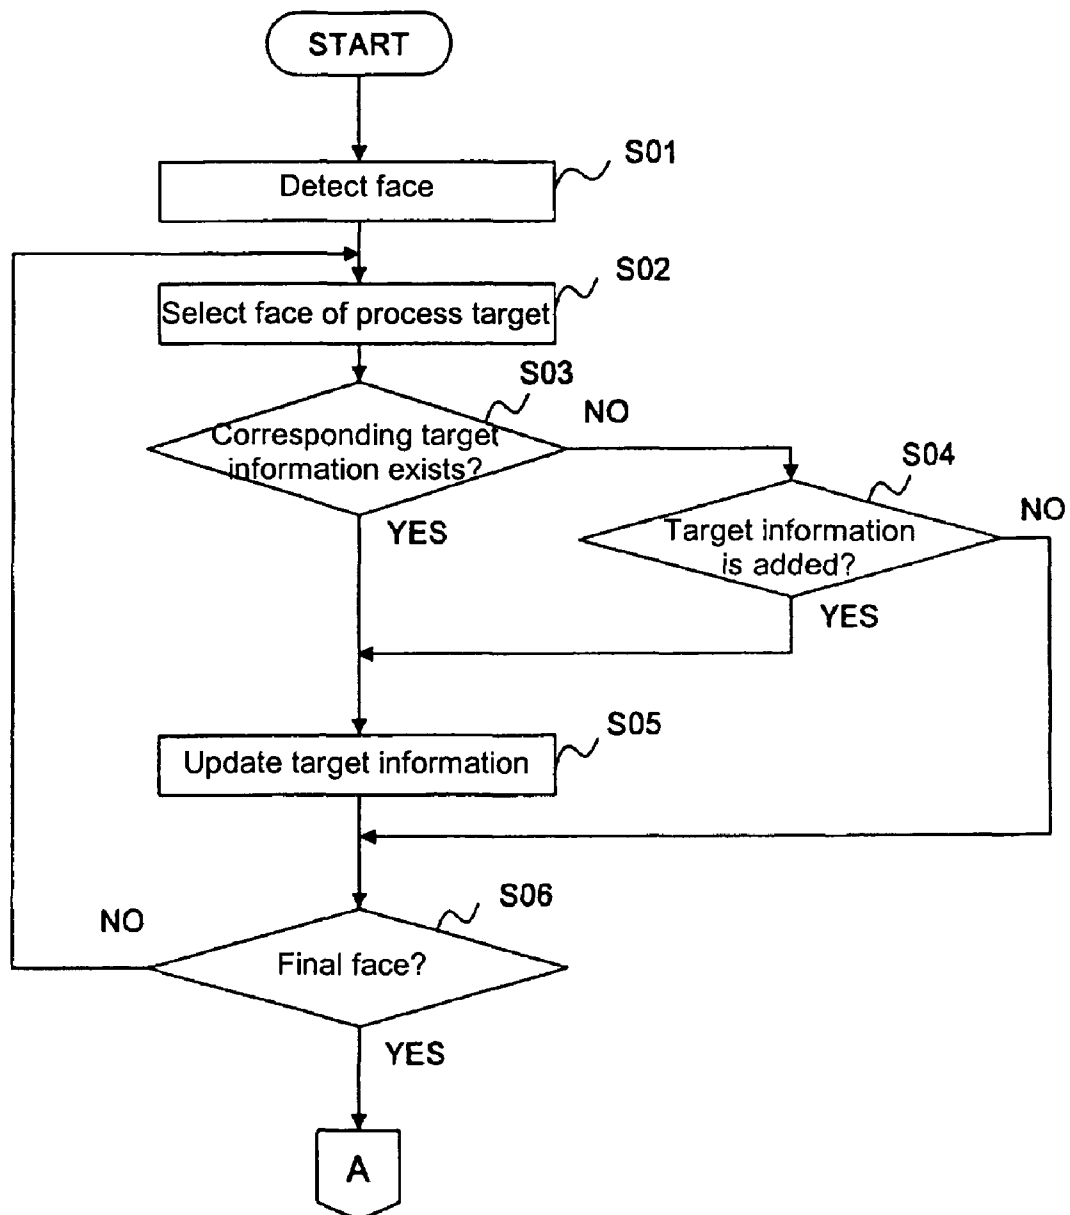 START
S01
Detect face
S02
Select face of process target
S03
NO
Corresponding target
information exists?
S04
NO
YES
Target information
is added?
YES
S05
Update target information
S06
NO
Final face?
YES
A